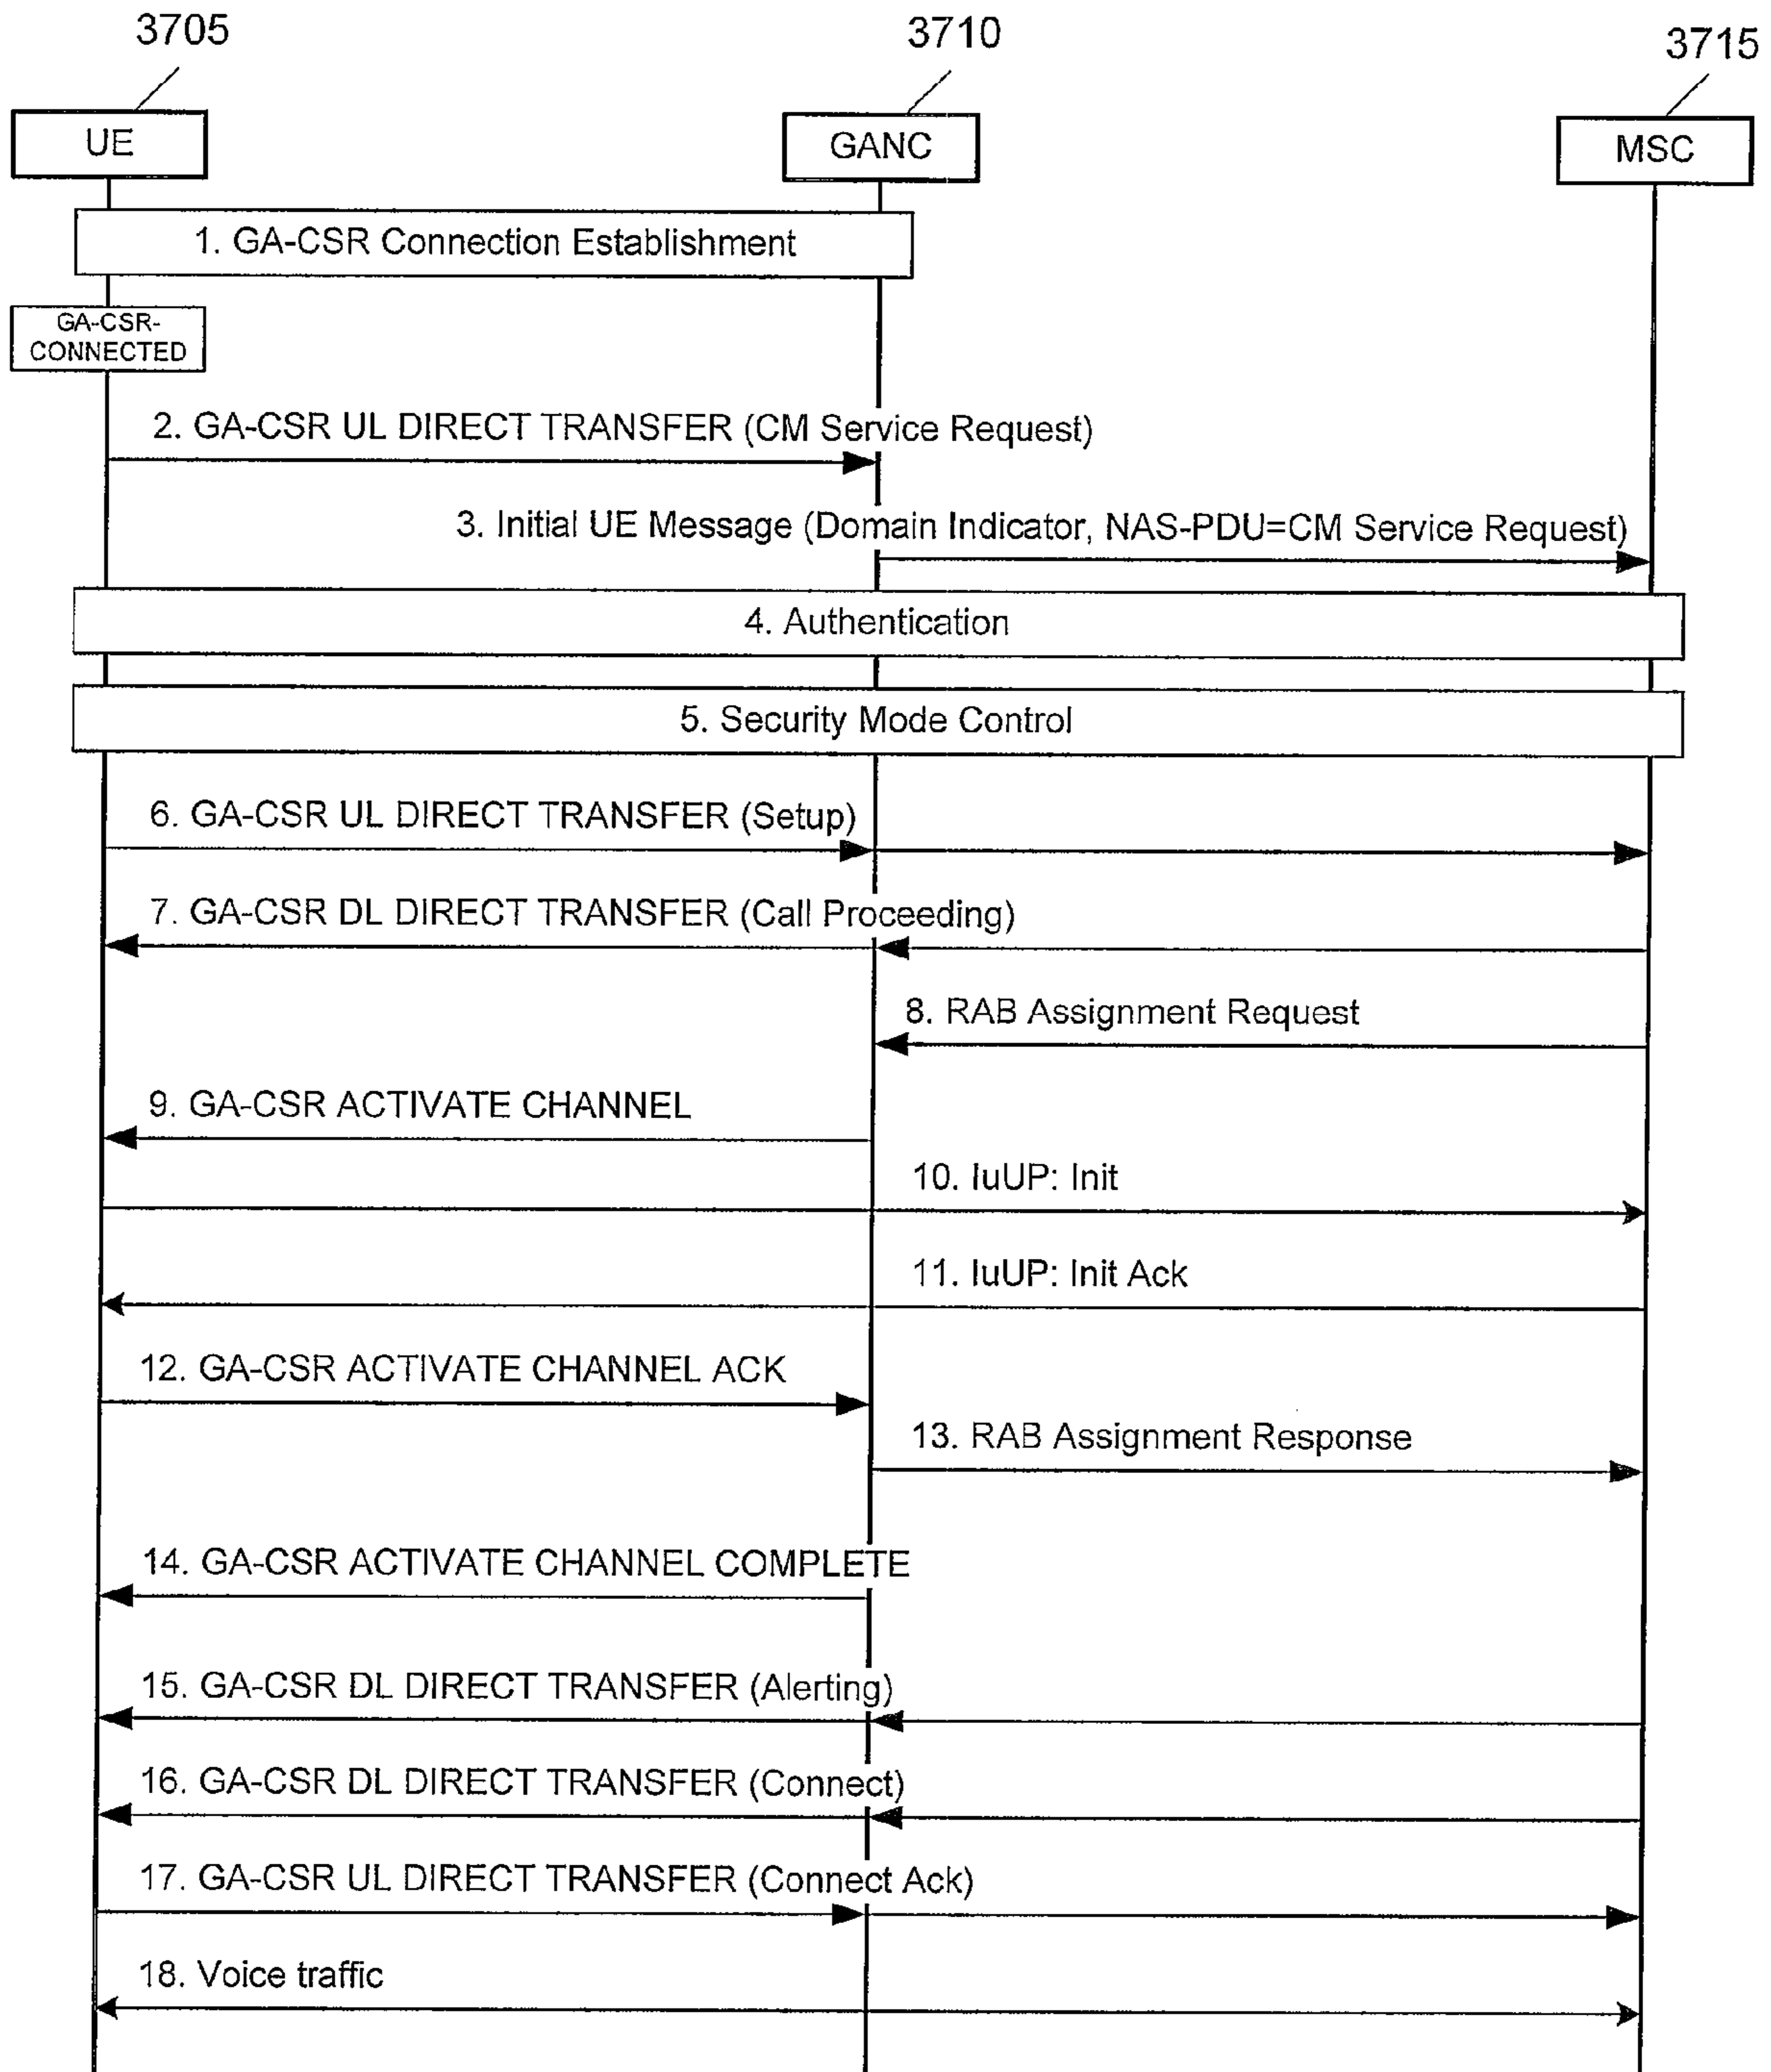 3705
3710
3715
UE
GANC
MSC
1. GA-CSR Connection Establishment
GA-CSR-
CONNECTED
2. GA-CSR UL DIRECT TRANSFER (CM Service Request)
3. Initial UE Message (Domain Indicator, NAS-PDU=CM Service Request)
4. Authentication
5. Security Mode Control
6. GA-CSR UL DIRECT TRANSFER (Setup)
7. GA-CSR DL DIRECT TRANSFER (Call Proceeding)
8. RAB Assignment Request
9. GA-CSR ACTIVATE CHANNEL
10. IuUP: Init
11. IuUP: Init Ack
12. GA-CSR ACTIVATE CHANNEL ACK
13. RAB Assignment Response
14. GA-CSR ACTIVATE CHANNEL COMPLETE
15. GA-CSR DL DIRECT TRANSFER (Alerting)
16. GA-CSR DL DIRECT TRANSFER (Connect)
17. GA-CSR UL DIRECT TRANSFER (Connect Ack)
18. Voice traffic